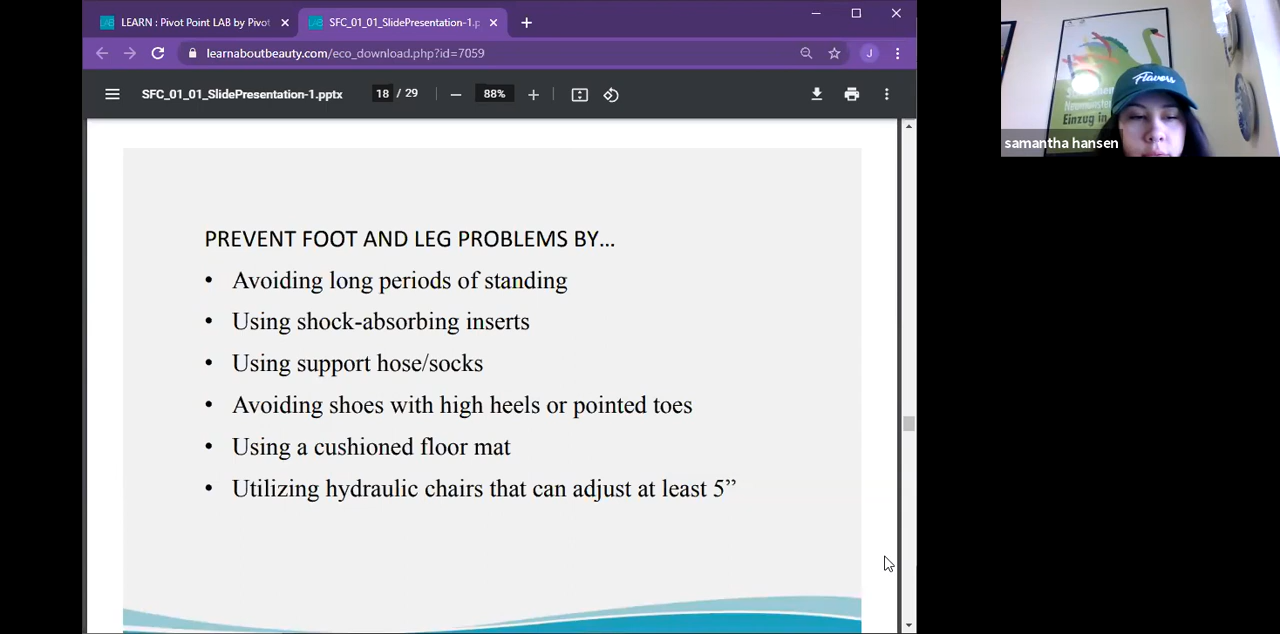 LEARN : Pivot Point LAB by Pivot
SFC_01_01_SlidePresentation-1.p
learnaboutbeauty.com/eco_download.php?id=7059
J
SFC_01_01_SlidePresentation-1.pptx
18 / 29
88%
PREVENT FOOT AND LEG PROBLEMS BY...
• Avoiding long periods of standing
• Using shock-absorbing inserts
• Using support hose/socks
• Avoiding shoes with high heels or pointed toes
• Using a cushioned floor mat
• Utilizing hydraulic chairs that can adjust at least 5”
Flavors
Einzug in
samantha hansen